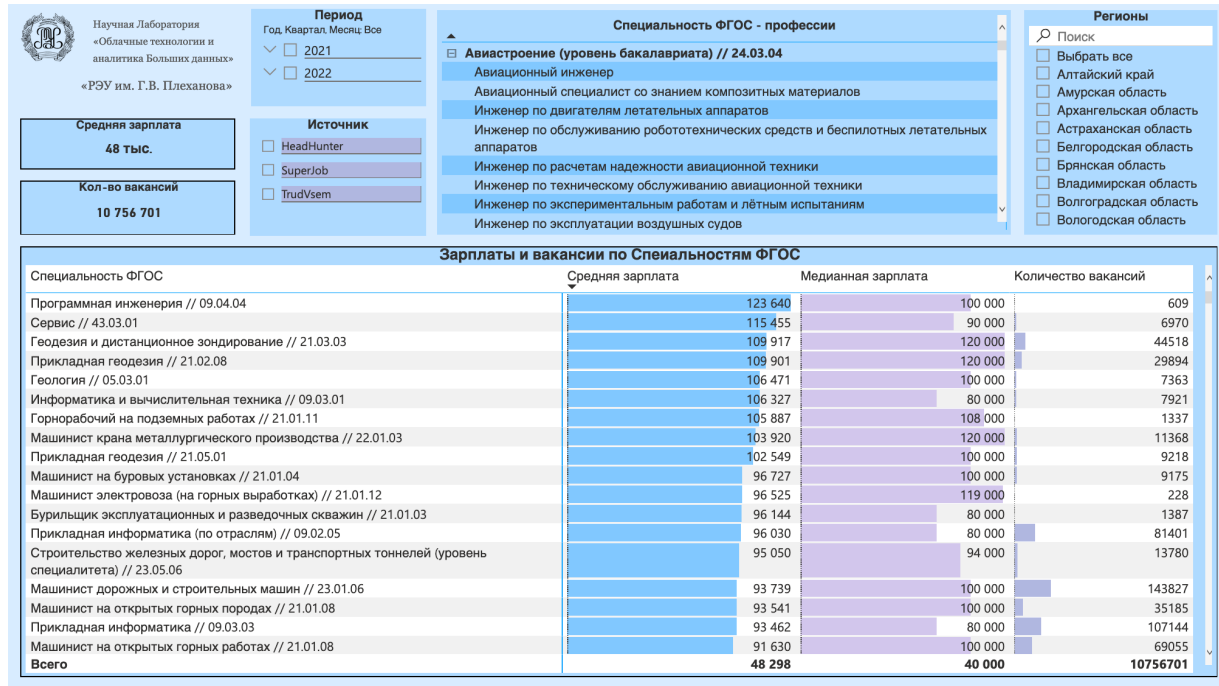 Научная Лаборатория
«Облачные технологии и
аналитика Больших данных»
«РЭУ им. Г.В. Плеханова»
Средняя зарплата
48 тыс.
Кол-во вакансий
10 756 701
Период
Год, Квартал, Месяц: Все
2021
2022
Источник
HeadHunter
SuperJob
TrudVsem
Специальность ФГОС - профессии
Авиастроение (уровень бакалавриата) // 24.03.04
Авиационный инженер
Авиационный специалист со знанием композитных материалов
Инженер по двигателям летательных аппаратов
Инженер по обслуживанию робототехнических средств и беспилотных летательных
аппаратов
Инженер по расчетам надежности авиационной техники
Инженер по техническому обслуживанию авиационной техники
Инженер по экспериментальным работам и лётным испытаниям
Инженер по эксплуатации воздушных судов
Регионы
Поиск
Выбрать все
Алтайский край
Амурская область
Архангельская область
Астраханская область
Белгородская область
Брянская область
Владимирская область
Волгоградская область
Вологодская область
Зарплаты и вакансии по Спеиальностям ФГОС
Специальность ФГОС Средняя зарплата Медианная зарплата Количество вакансий
Программная инженерия // 09.04.04 123 640 100 000 609
Сервис // 43.03.01 115 455 90 000 6970
Геодезия и дистанционное зондирование // 21.03.03 109 917 120 000 44518
Прикладная геодезия // 21.02.08 109 901 120 000 29894
Геология // 05.03.01 106 471 100 000 7363
Информатика и вычислительная техника // 09.03.01 106 327 80 000 7921
Горнорабочий на подземных работах // 21.01.11 105 887 108 000 1337
Машинист крана металлургического производства // 22.01.03 103 920 120 000 11368
Прикладная геодезия // 21.05.01 102 549 100 000 9218
Машинист на буровых установках // 21.01.04 96 727 100 000 9175
Машинист электровоза (на горных выработках) // 21.01.12 96 525 119 000 228
Бурильщик эксплуатационных и разведочных скважин // 21.01.03 96 144 80 000 1387
Прикладная информатика (по отраслям) // 09.02.05 96 030 80 000 81401
Строительство железных дорог, мостов и транспортных тоннелей (уровень 95 050 94 000 13780
специалитета) // 23.05.06
Машинист дорожных и строительных машин // 23.01.06 93 739 100 000 143827
Машинист на открытых горных породах // 21.01.08 93 541 100 000 35185
Прикладная информатика // 09.03.03 93 462 80 000 107144
Машинист на открытых горных работах // 21.01.08 91 630 100 000 69055
Всего 48 298 40 000 10756701